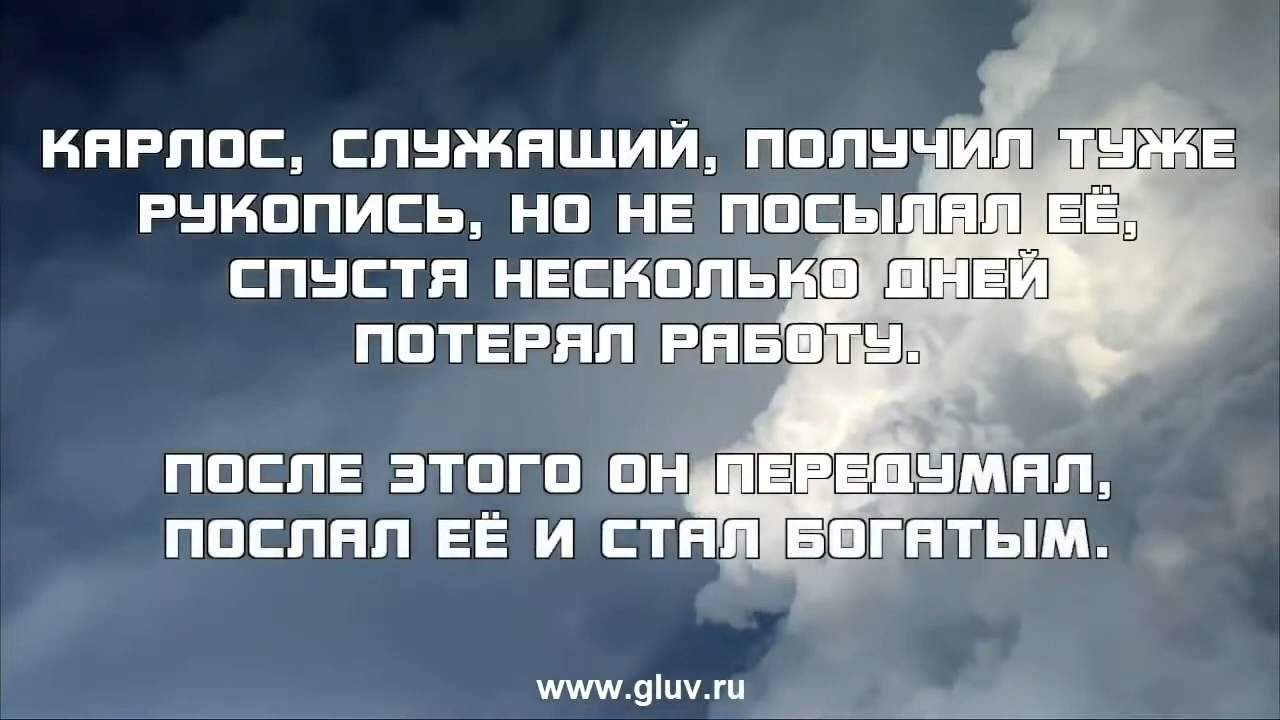 КАРЛОС, СЛУЖАЩИЙ, ПОЛУЧИЛ ТУЖЕ
РУКОПИСЬ, НО НЕ ПОСЫЛАЛ ЕЁ,
СПУСТЯ НЕСКОЛЬКО ДНЕЙ
ПОТЕРЯЛ РАБОТУ.
ПОСЛЕ ЭТОГО ОН ПЕРЕДУМАЛ,
ПОСЛАЛ ЕЁ И СТАЛ БОГАТЫМ.
www.gluv.ru